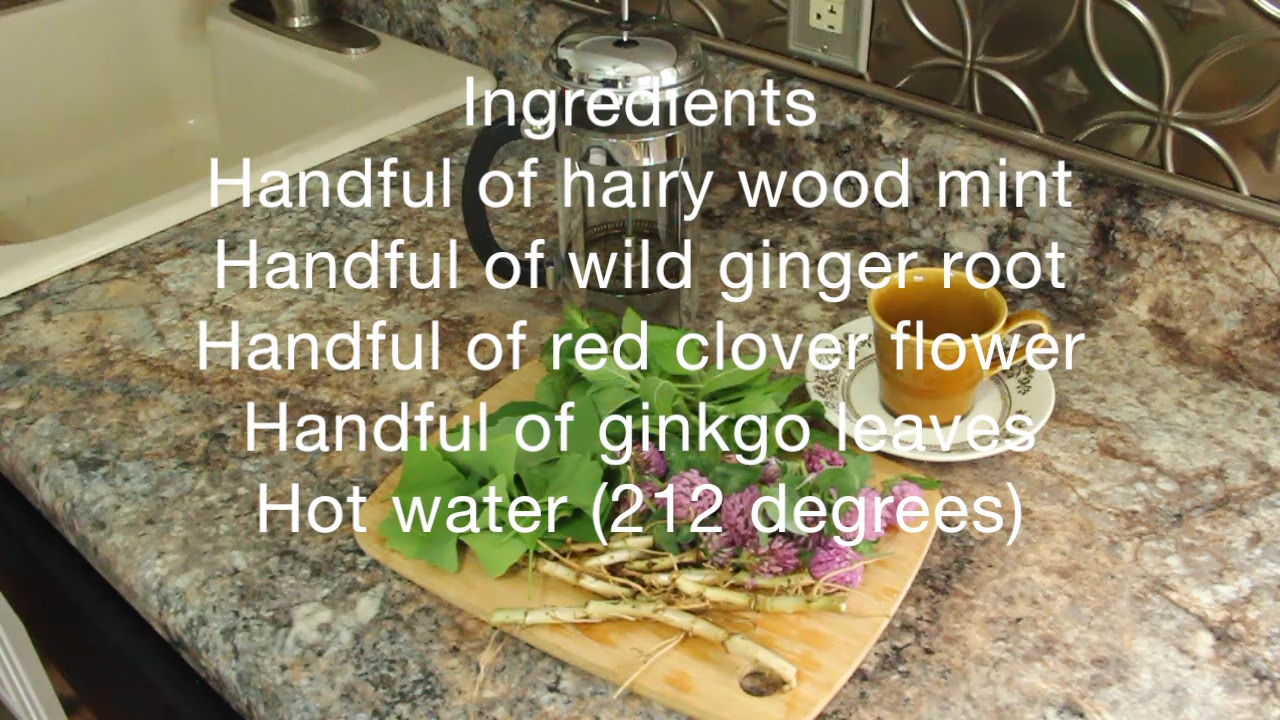 Ingredients
Handful of hairy wood mint
Handful of wild ginger root
Handful of red clover flower
Handful of ginkgo leaves
Hot water (212 degrees)